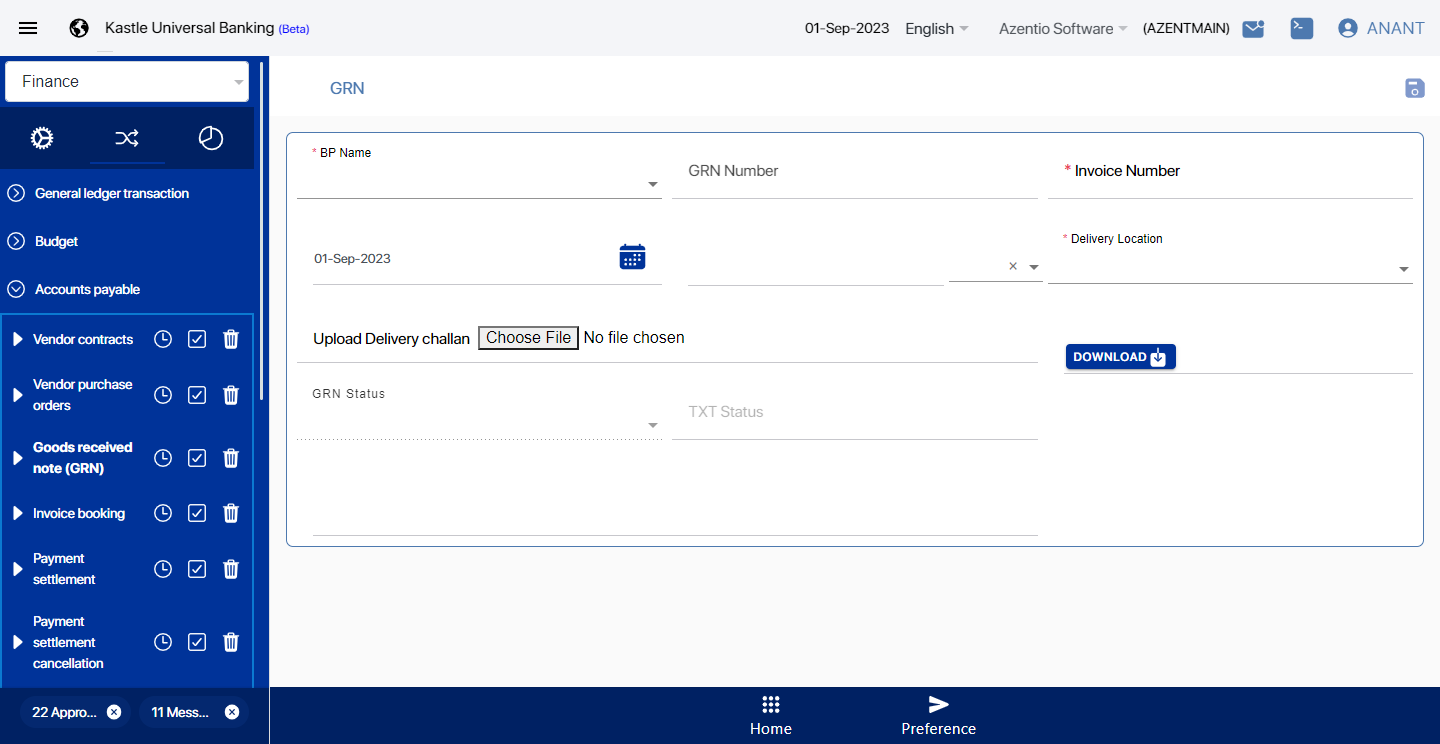 Kastle Universal Banking (Beta)
01-Sep-2023
English
Azentio Software
(AZENTMAIN)
ANANT
Finance
General ledger transaction
Budget
Accounts payable
Vendor contracts
Vendor purchase
orders
Goods received
note (GRN)
Invoice booking
Payment
settlement
Payment
settlement
cancellation
22 Appro...
11 Mess...
GRN
* BP Name
GRN Number
* Invoice Number
01-Sep-2023
* Delivery Location
Upload Delivery challan Choose File No file chosen
DOWNLOAD
GRN Status
TXT Status
Home
Preference